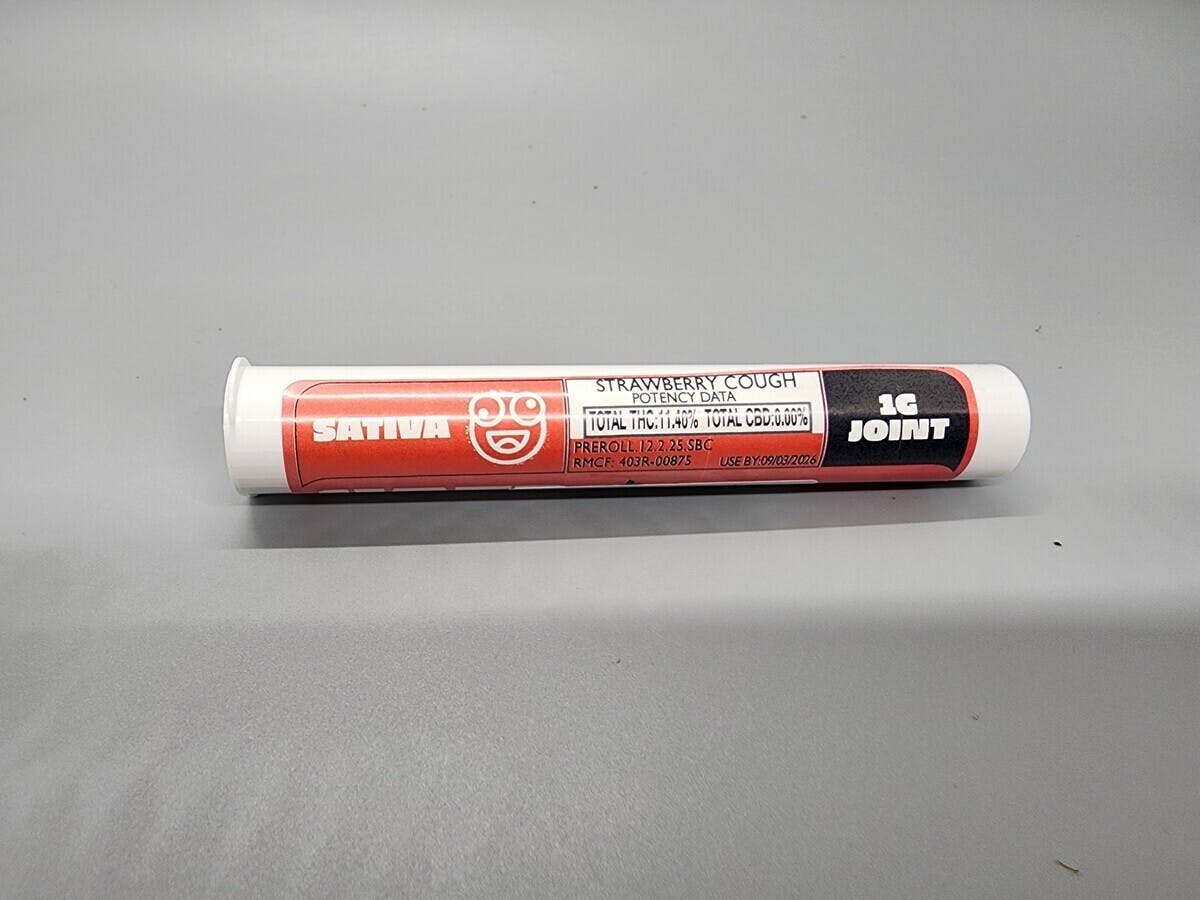 SATIVA
STRAWBERRY COUGH
POTENCY DATA
TOTAL THC:11.40% TOTAL CBD:0.00%
PREROLL.12.2.25.SBC
RMCF: 403R-00875 USE BY:09/03/2026
1G
JOINT